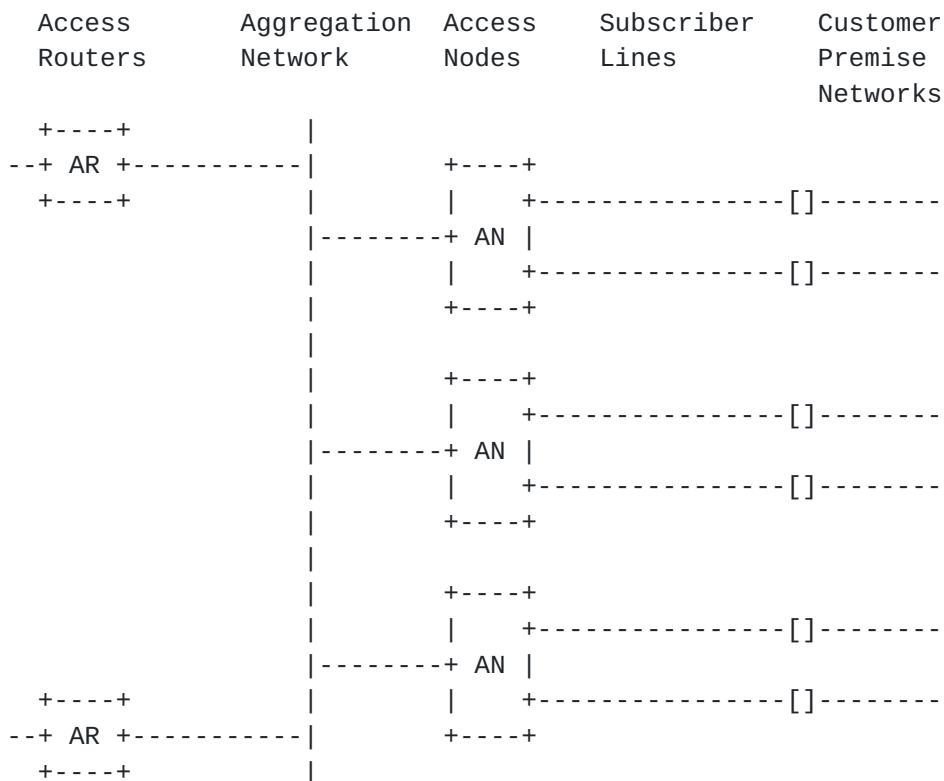 Access Aggregation Access Subscriber Customer
Routers Network Nodes Lines Premise
Networks
+----+ |
--+ AR +-----------| +----+
+----+ | | +----------------[]--------
|--------+ AN |
| | +----------------[]--------
| +----+
|
| +----+
| | +----------------[]--------
|--------+ AN |
| | +----------------[]--------
| +----+
|
| +----+
| | +----------------[]--------
|--------+ AN |
+----+ | | +----------------[]--------
--+ AR +-----------| +----+
+----+ |